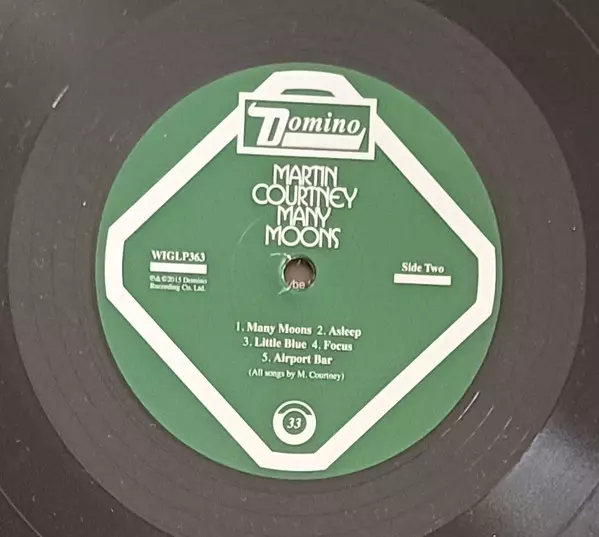 Domino
MARTIN
COURTNEY
MANY
MOONS
WIGLP363
℗&©2015 Domino
Recording Co. Ltd.
Side Two
ybe
1. Many Moons 2. Asleep
3. Little Blue 4. Focus
5. Airport Bar
(All songs by M. Courtney)
33